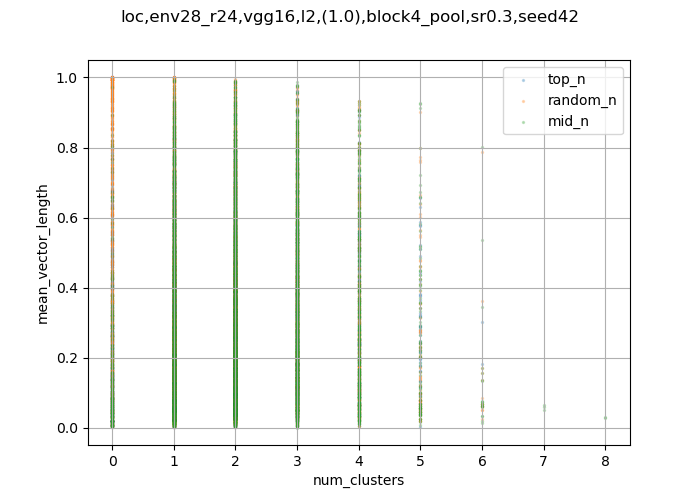 loc,env28_r24,vgg16,l2,(1.0),block4_pool,sr0.3,seed42
top_n
random_n
mid_n
mean_vector_length
1.0
0.8
0.6
0.4
0.2
0.0
0 1 2 3 4 5 6 7 8
num_clusters